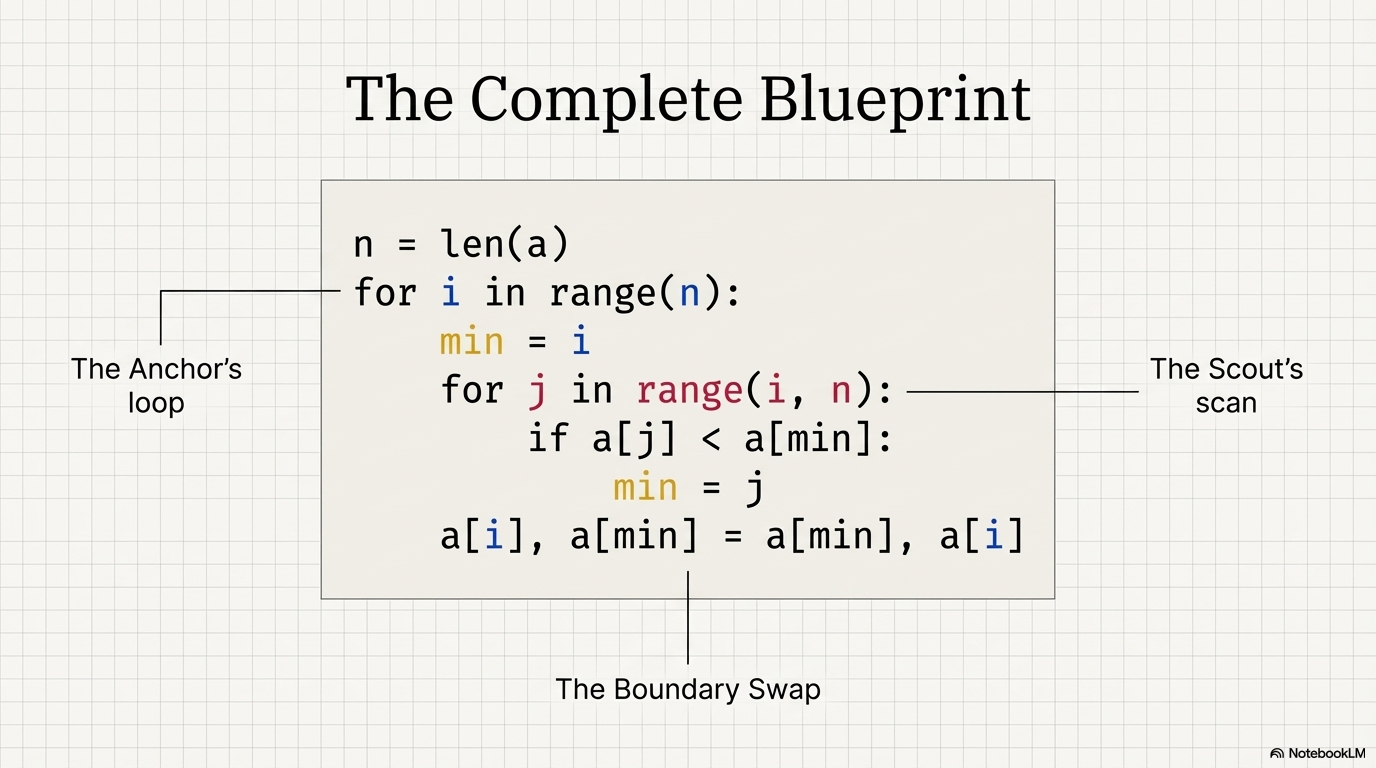 The Complete Blueprint
n = len(a)
for i in range(n):
    min = i
    for j in range(i, n):
        if a[j] < a[min]:
            min = j
    a[i], a[min] = a[min], a[i]
The Anchor’s
loop
The Scout’s
scan
The Boundary Swap
NotebookLM